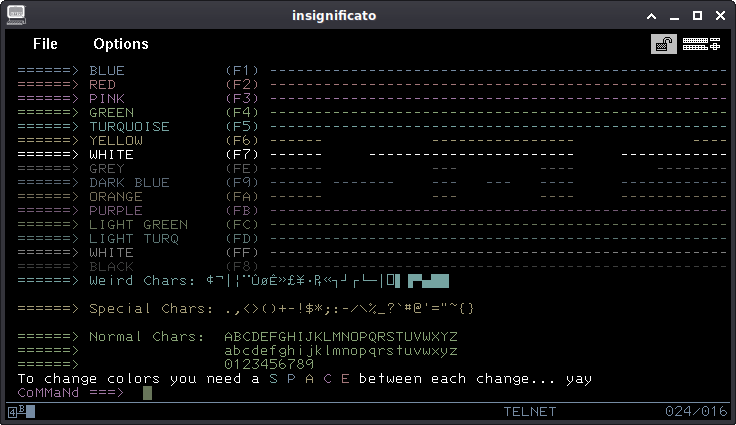 insignificato
File Options
======> BLUE (F1) ----------------------------------------------------
======> RED (F2) ----------------------------------------------------
======> PINK (F3) ----------------------------------------------------
======> GREEN (F4) ----------------------------------------------------
======> TURQUOISE (F5) ----------------------------------------------------
======> YELLOW (F6) ------ ---------------- ----
======> WHITE (F7) ------ ------------------------ ------------
======> GREY (FE) ------ --- --- ------------
======> DARK BLUE (F9) ------ ------- --- --- ------------
======> ORANGE (FA) ------ --- --- ------------
======> PURPLE (FB) ----------------------------------------------------
======> LIGHT GREEN (FC) ----------------------------------------------------
======> LIGHT TURQ (FD) ----------------------------------------------------
======> WHITE (FF) ----------------------------------------------------
======> BLACK (F8) ----------------------------------------------------
======> Weird Chars:
======> Special Chars: .,<>()+-!$*;:-/\%_?`#@'="~{}
======> Normal Chars: ABCDEFGHIJKLMNOPQRSTUVWXYZ
======> abcdefghijklmnopqrstuvwxyz
======> 0123456789
To change colors you need a S P A C E between each change... yay
CoMMaNd ===>
4 B TELNET 024/016